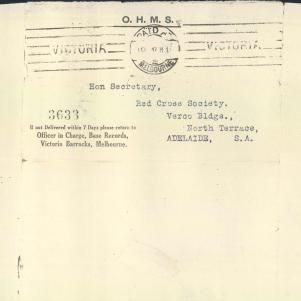 O. H. M. S.
VICTORIA
PAID
MELBOURNE
VICTORIA
Hon Secretary,
Red Cross Society.
Verco Bldgs.,
North Terrace,
ADELAIDE, S.A.
3633
If not Delivered within 7 Days please return to
Officer in Charge, Base Records,
Victoria Barracks, Melbourne.